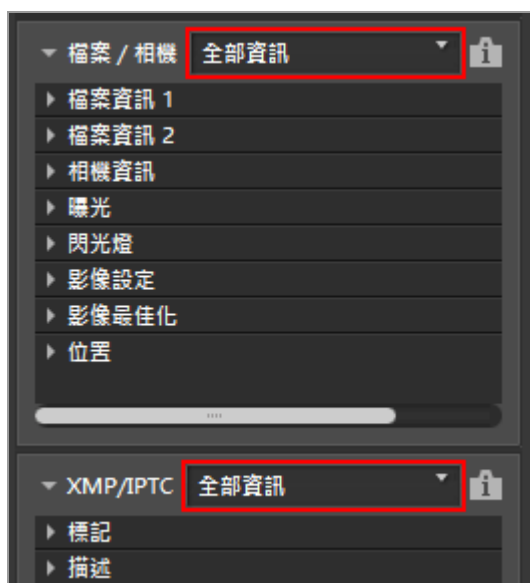 檔案 / 相機 全部資訊
檔案資訊 1
檔案資訊 2
相機資訊
曝光
閃光燈
影像設定
影像最佳化
位置
XMP/IPTC 全部資訊
標記
描述